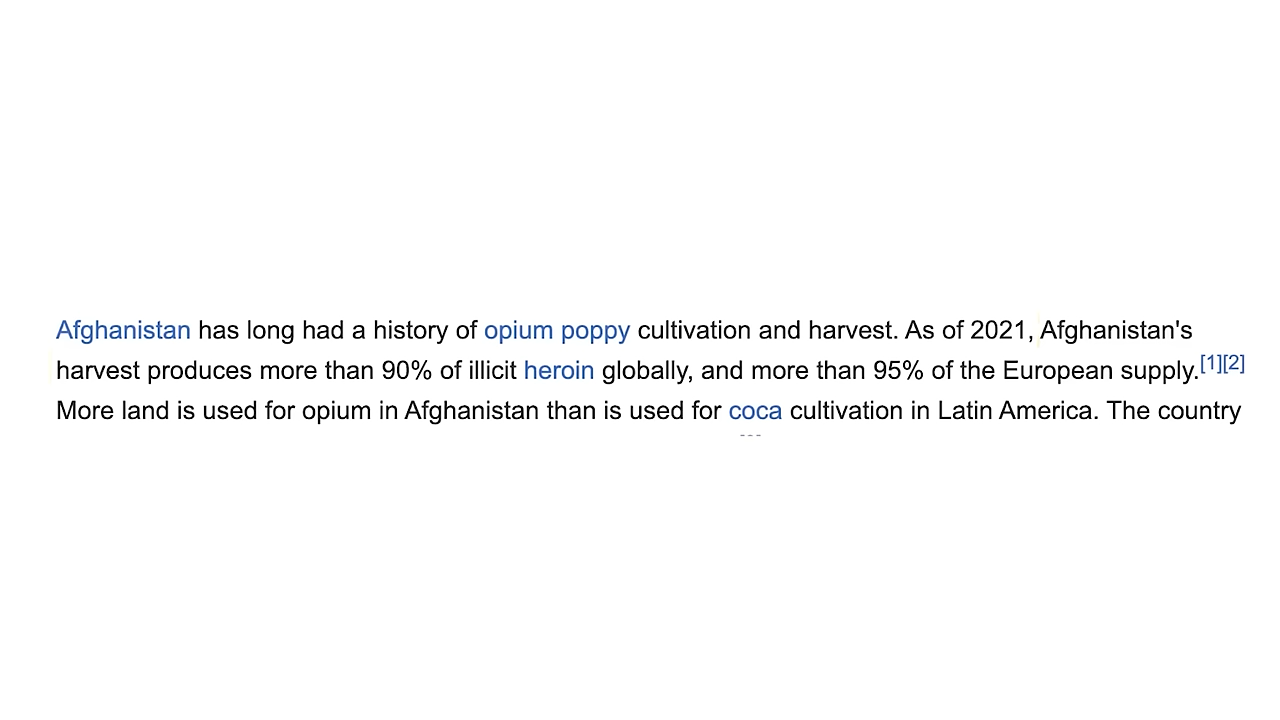 Afghanistan has long had a history of opium poppy cultivation and harvest. As of 2021, Afghanistan's
harvest produces more than 90% of illicit heroin globally, and more than 95% of the European supply.[1][2]
More land is used for opium in Afghanistan than is used for coca cultivation in Latin America. The country